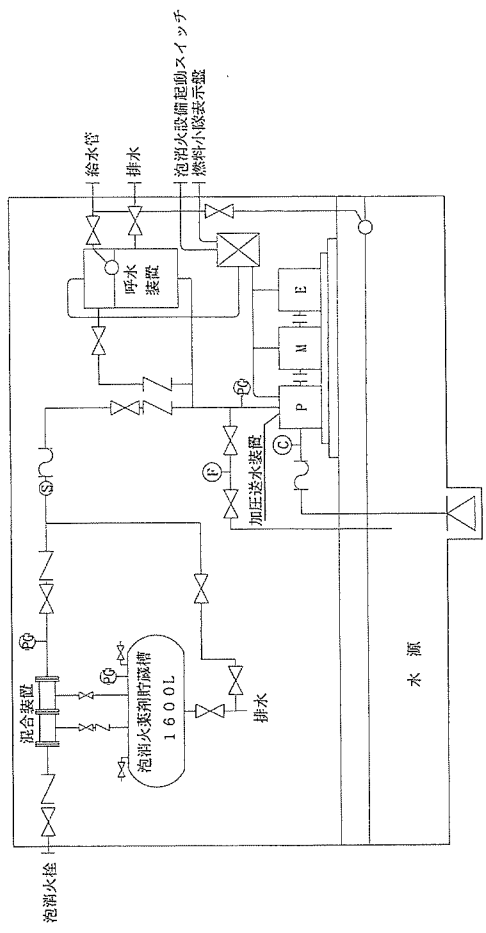 泡消火栓
混合装置
PG
泡消火薬剤貯蔵槽
1600L
PG
排水
S
F
PG
加圧送水装置
C
P
M
E
呼水
装置
給水管
排水
泡消火設備起動スイッチ
燃料小隊表示盤
水源